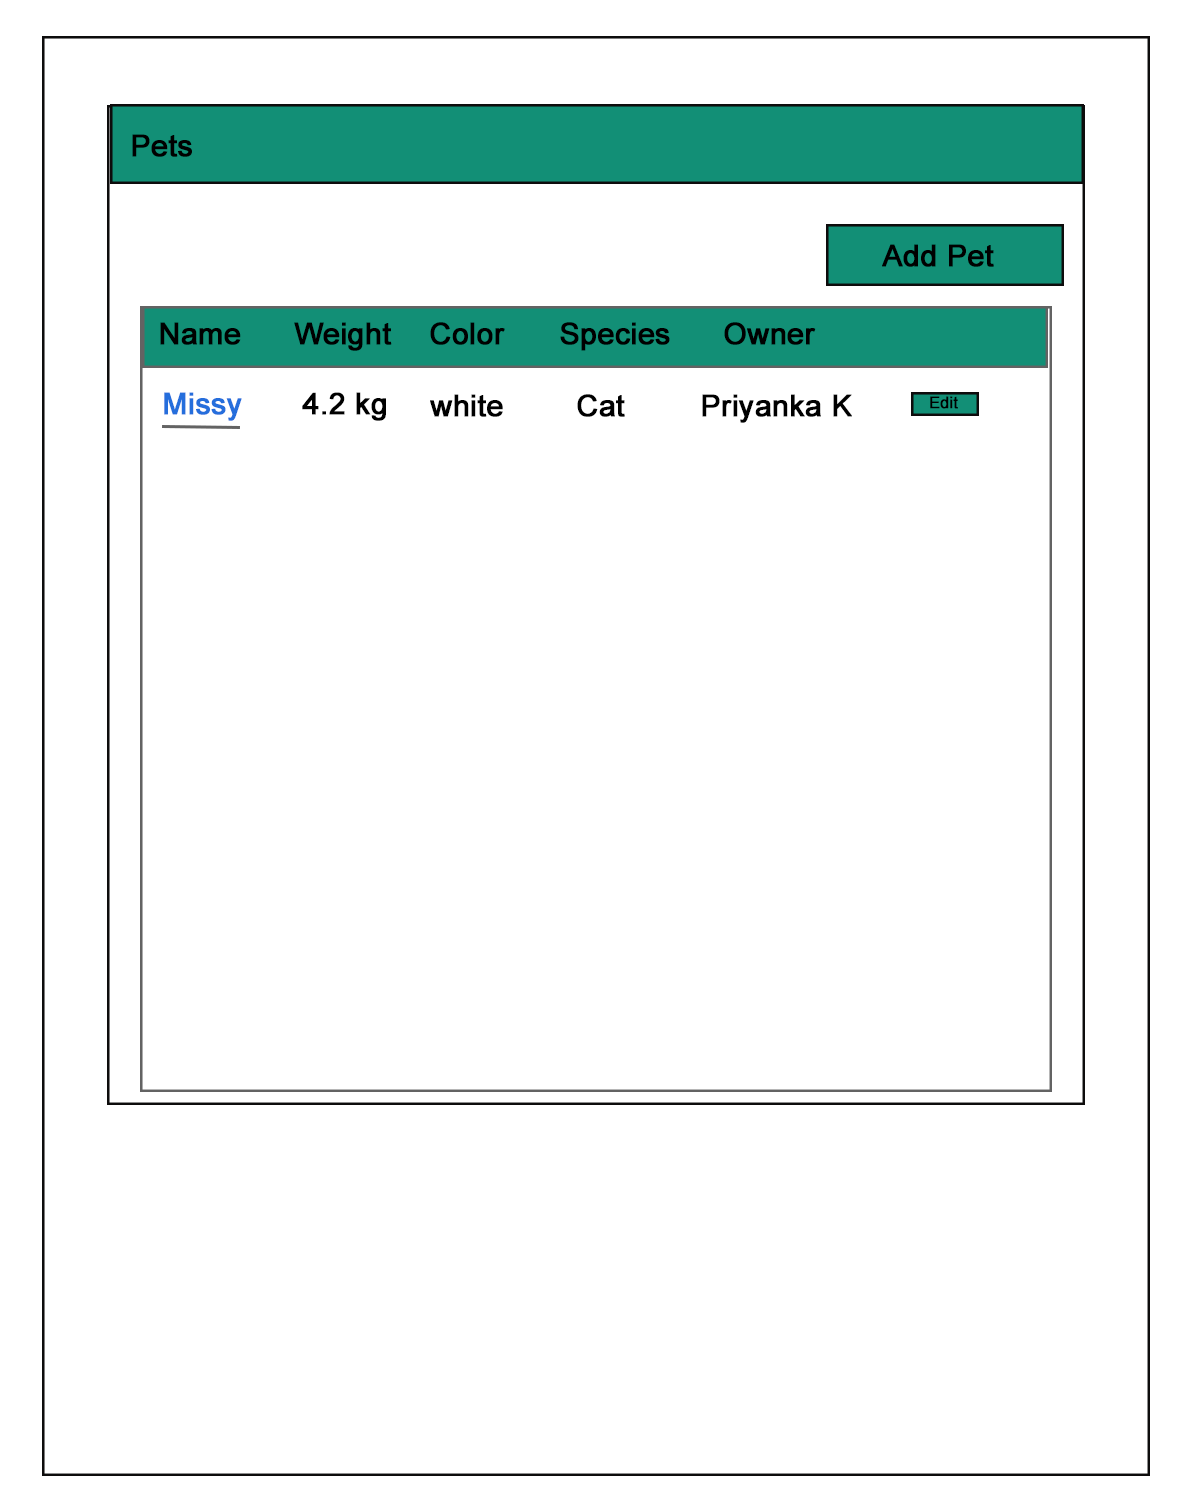 Pets
Add Pet
Name Weight Color Species Owner
Missy 4.2 kg white Cat Priyanka K Edit